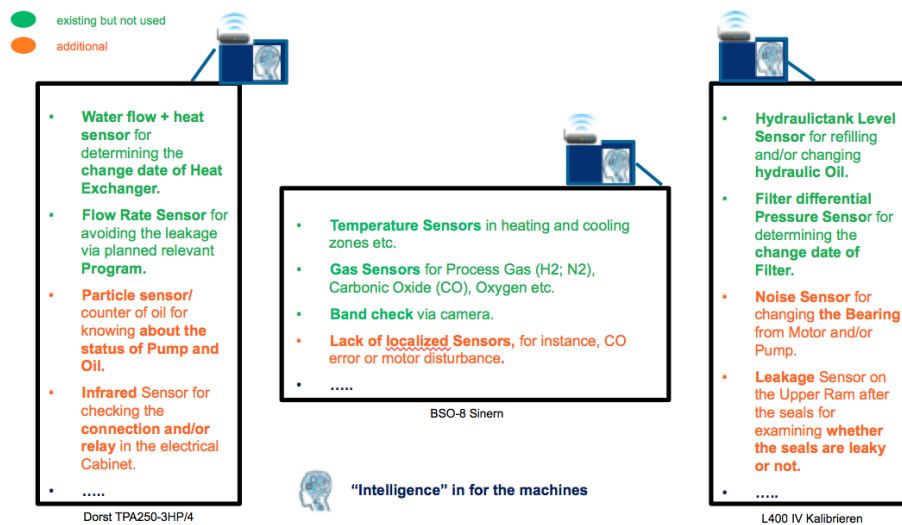 existing but not used
additional
• Water flow + heat
sensor for
determining the
change date of Heat
Exchanger.
• Flow Rate Sensor for
avoiding the leakage
via planned relevant
Program.
• Particle sensor/
counter of oil for
knowing about the
status of Pump and
Oil.
• Infrared Sensor for
checking the
connection and/or
relay in the electrical
Cabinet.
• .....
Dorst TPA250-3HP/4
• Temperature Sensors in heating and cooling
zones etc.
• Gas Sensors for Process Gas (H2; N2),
Carbonic Oxide (CO), Oxygen etc.
• Band check via camera.
• Lack of localized Sensors, for instance, CO
error or motor disturbance.
• .....
BSO-8 Sinern
"Intelligence" in for the machines
• Hydraulictank Level
Sensor for refilling
and/or changing
hydraulic Oil.
• Filter differential
Pressure Sensor for
determining the
change date of
Filter.
• Noise Sensor for
changing the Bearing
from Motor and/or
Pump.
• Leakage Sensor on
the Upper Ram after
the seals for
examining whether
the seals are leaky
or not.
• .....
L400 IV Kalibrieren